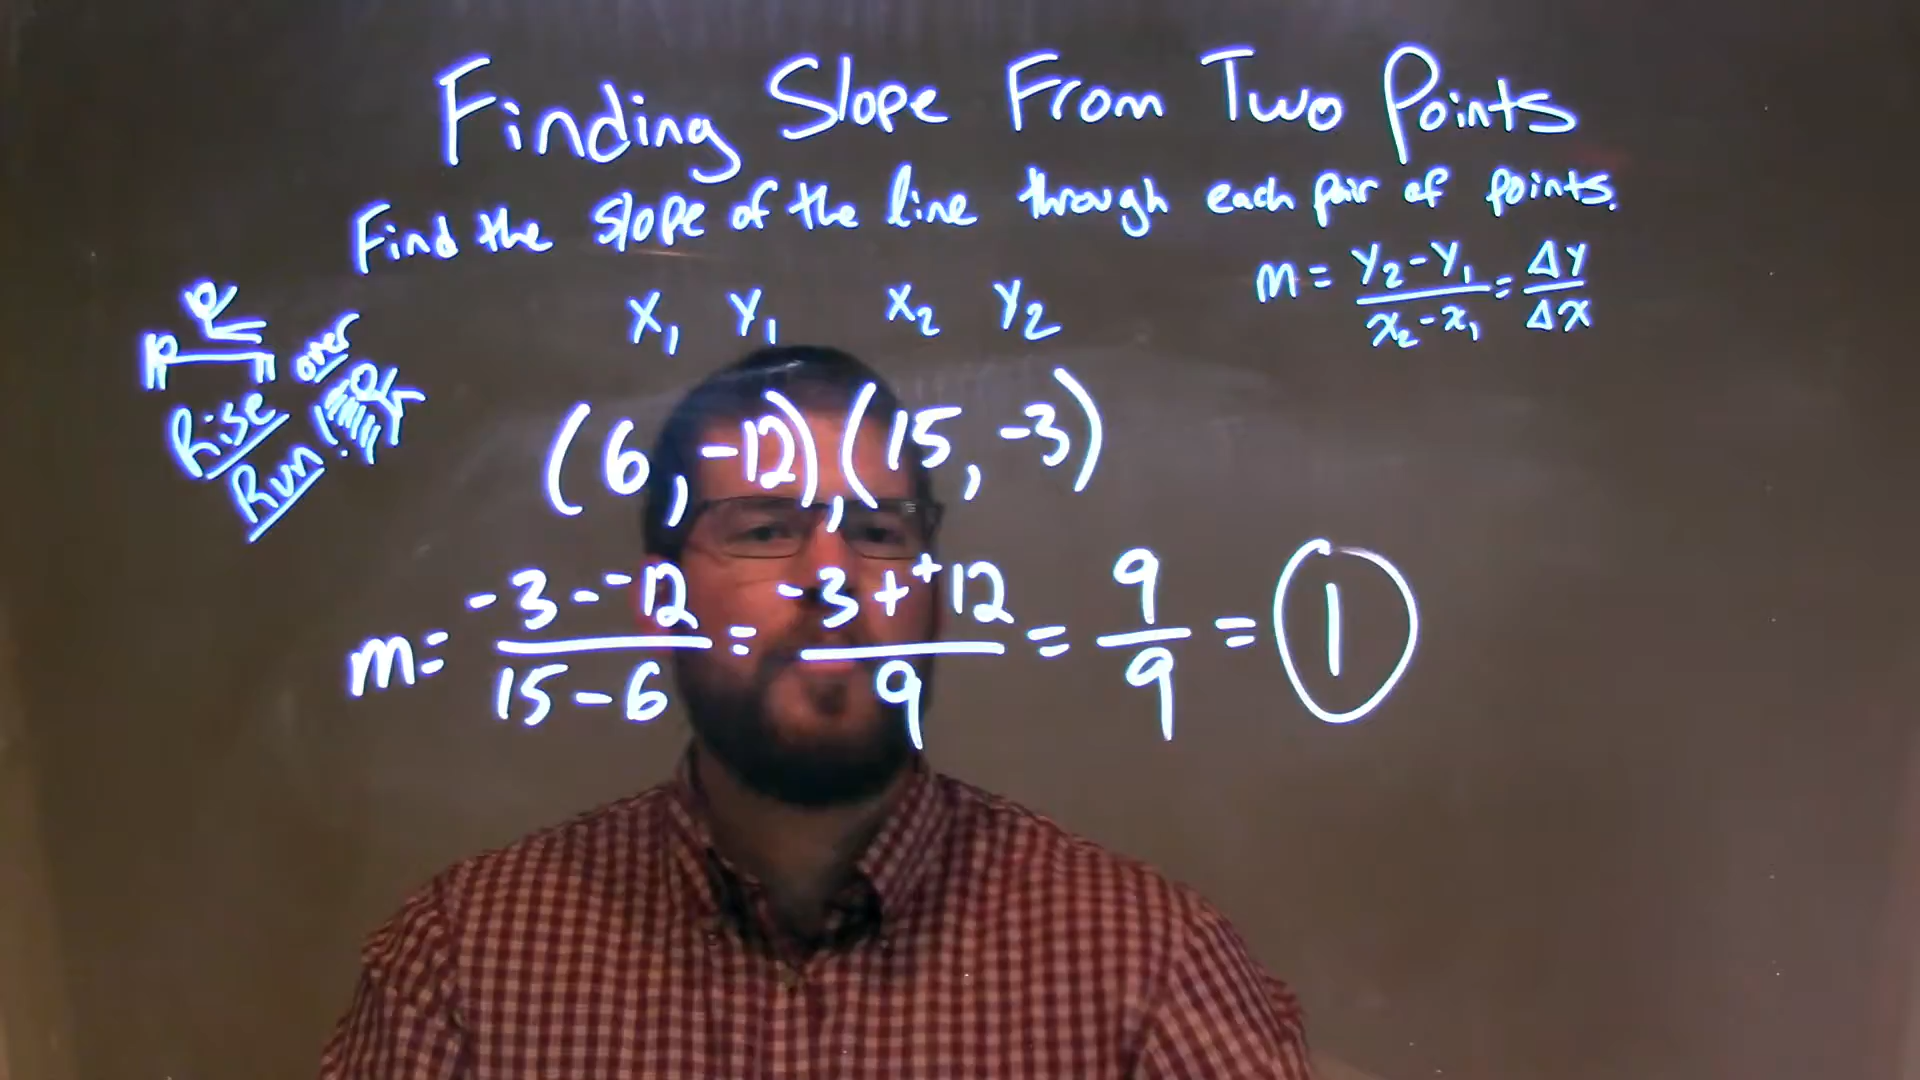 Finding Slope From Two Points
Find the slope of the line through each pair of points.
m = y₂-y₁/x₂-x₁ = Δy/Δx
x₁ y₁ x₂ y₂
over
Rise
Run
(6, -12), (15, -3)
m = -3--12/15-6 = -3++12/9 = 9/9 = 1